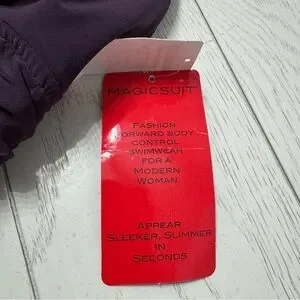 MAGICSUIT
FASHION
FORWARD BODY
CONTROL
SWIMWEAR
FOR A
MODERN
WOMAN
APPEAR
SLEEKER, SLIMMER
IN
SECONDS